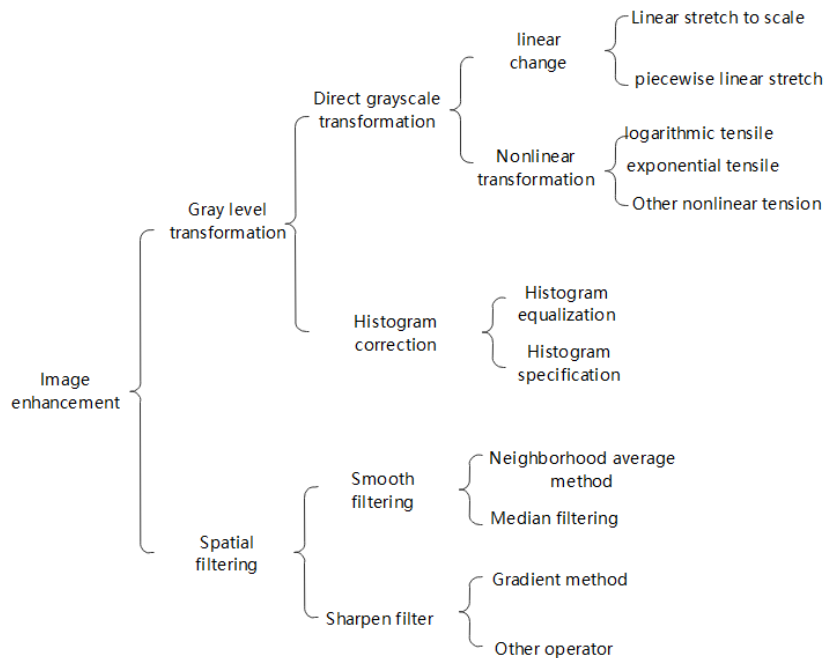 Linear stretch to scale
linear
change
piecewise linear stretch
Direct grayscale
transformation
logarithmic tensile
Nonlinear
transformation
exponential tensile
Other nonlinear tension
Gray level
transformation
Histogram
equalization
Histogram
correction
Histogram
specification
Image
enhancement
Neighborhood average
method
Smooth
filtering
Median filtering
Spatial
filtering
Gradient method
Sharpen filter
Other operator